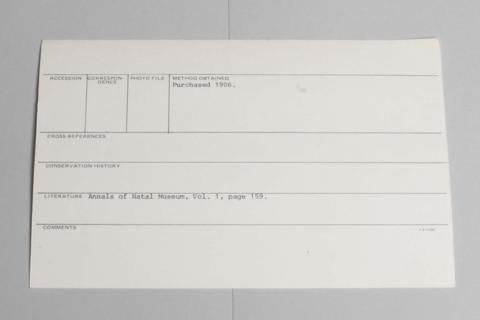 ACCESSION CORRESPON-DENCE PHOTO FILE METHOD OBTAINED
Purchased 1906.
CROSS REFERENCES
CONSERVATION HISTORY
LITERATURE Annals of Natal Museum, Vol. 1, page 159.
COMMENTS